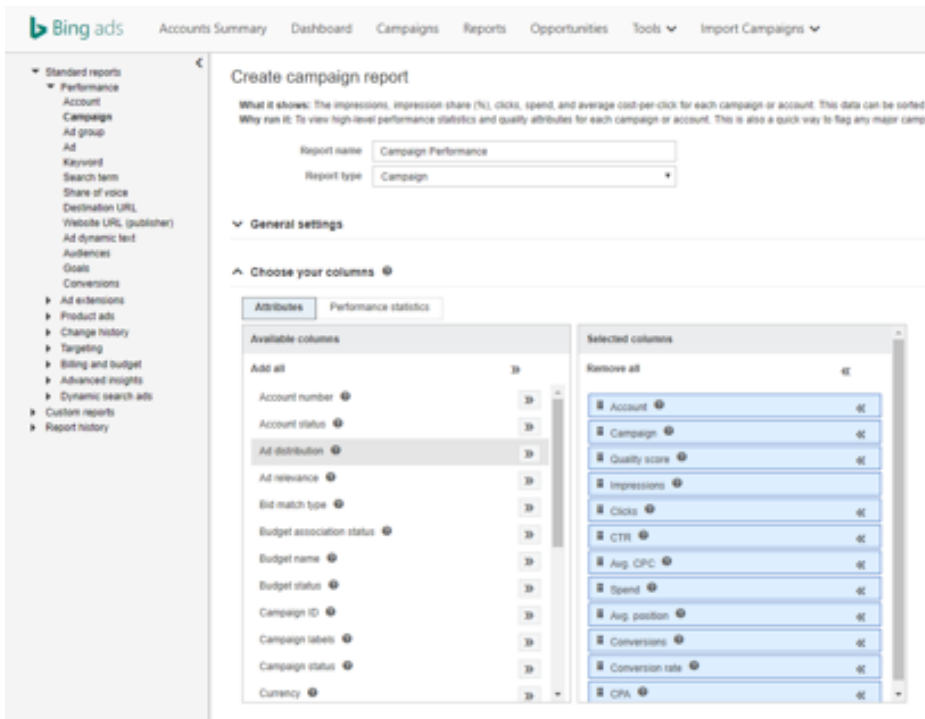 Bing ads
Accounts Summary Dashboard Campaigns Reports Opportunities Tools Import Campaigns
Standard reports
Performance
Account
Campaign
Ad group
Ad
Keyword
Search term
Share of voice
Destination URL
Website URL (publisher)
Ad dynamic text
Audiences
Goals
Conversions
Ad extensions
Product ads
Change history
Targeting
Billing and budget
Advanced insights
Dynamic search ads
Custom reports
Report history
Create campaign report
What it shows: The impressions, impression share (%), clicks, spend, and average cost-per-click for each campaign or account. This data can be sorted
Why run it: To view high-level performance statistics and quality attributes for each campaign or account. This is also a quick way to flag any major camp
Report name Campaign Performance
Report type Campaign
General settings
Choose your columns
Attributes Performance statistics
Available columns
Add all
Account number
Account status
Ad distribution
Ad relevance
Bid match type
Budget association status
Budget name
Budget status
Campaign ID
Campaign labels
Campaign status
Currency
Selected columns
Remove all
Account
Campaign
Quality score
Impressions
Clicks
CTR
Avg. CPC
Spend
Avg. position
Conversions
Conversion rate
CPA